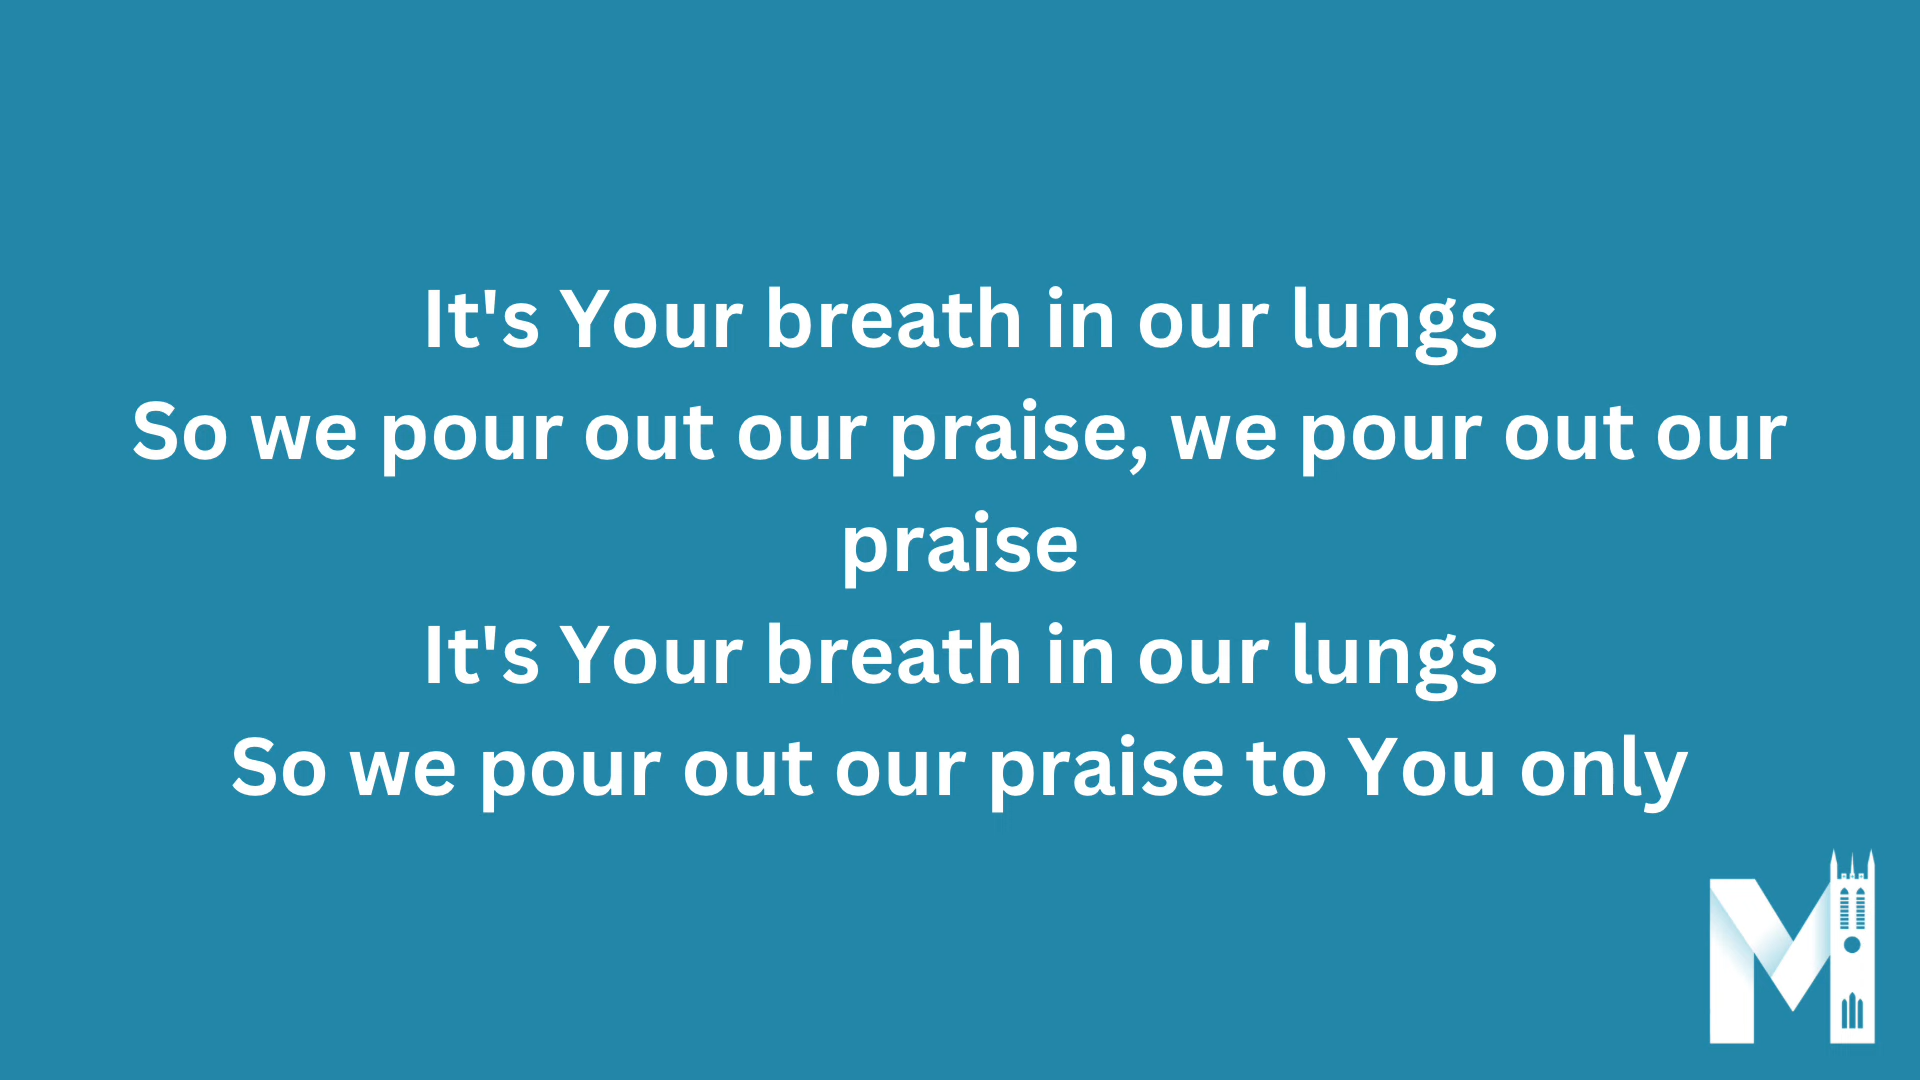 It's Your breath in our lungs
So we pour out our praise, we pour out our
praise
It's Your breath in our lungs
So we pour out our praise to You only
M